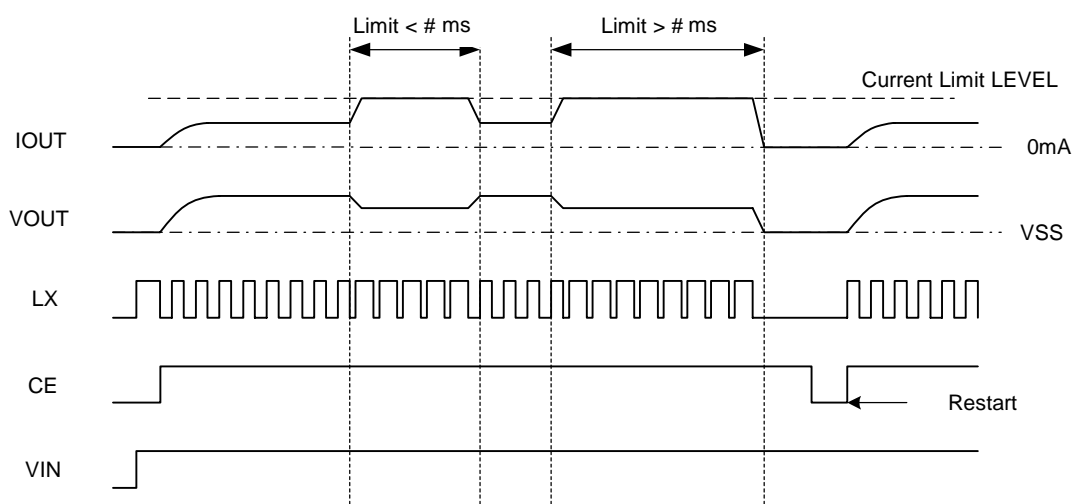 Limit < # ms
Limit > # ms
Current Limit LEVEL
IOUT
0mA
VOUT
VSS
LX
CE
Restart
VIN